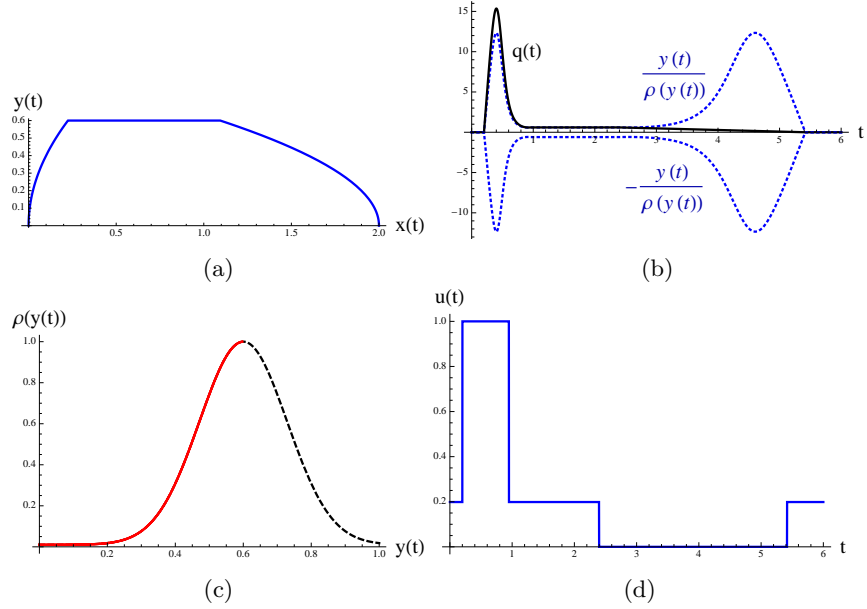 y(t)
0.6
0.5
0.4
0.3
0.2
0.1
0.5 1.0 1.5 2.0
x(t)
(a)
15
10
5
−5
−10
q(t)
y(t)
ρ(y(t))
1 2 3 4 5 6
t
− y(t)
ρ(y(t))
(b)
ρ(y(t))
1.0
0.8
0.6
0.4
0.2
0.2 0.4 0.6 0.8 1.0
y(t)
(c)
u(t)
1.0
0.8
0.6
0.4
0.2
1 2 3 4 5 6
t
(d)